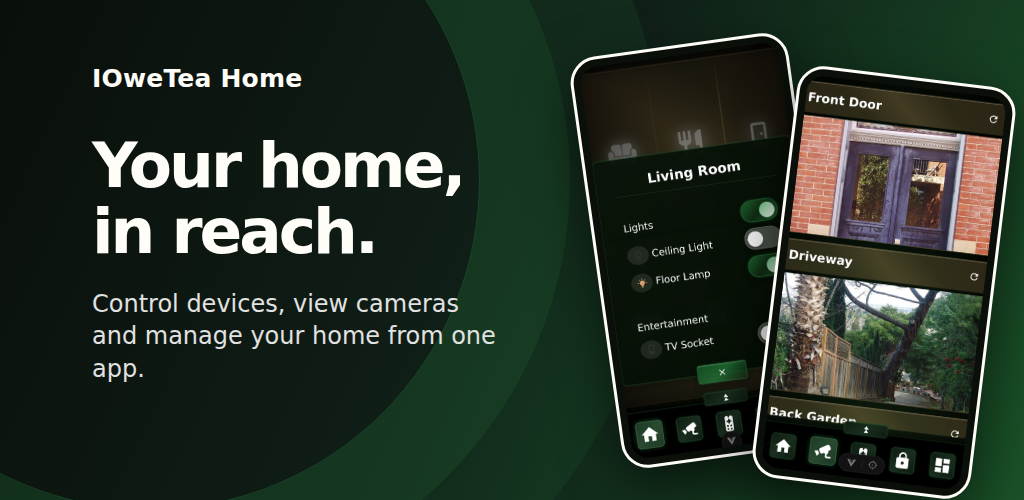 IOweTea Home
Your home,
in reach.
Control devices, view cameras
and manage your home from one
app.
Living Room
Lights
Ceiling Light
Floor Lamp
Entertainment
TV Socket
Front Door
Driveway
Back Garden